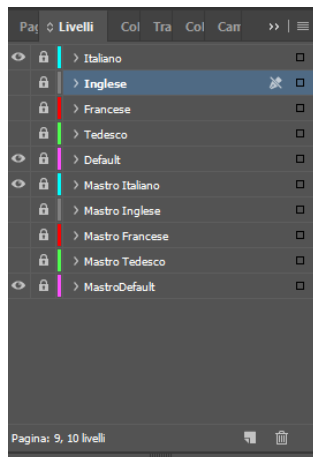 Pag Livelli Col Tra Col Cam
Italiano
Inglese
Francese
Tedesco
Default
Mastro Italiano
Mastro Inglese
Mastro Francese
Mastro Tedesco
MastroDefault
Pagina: 9, 10 livelli